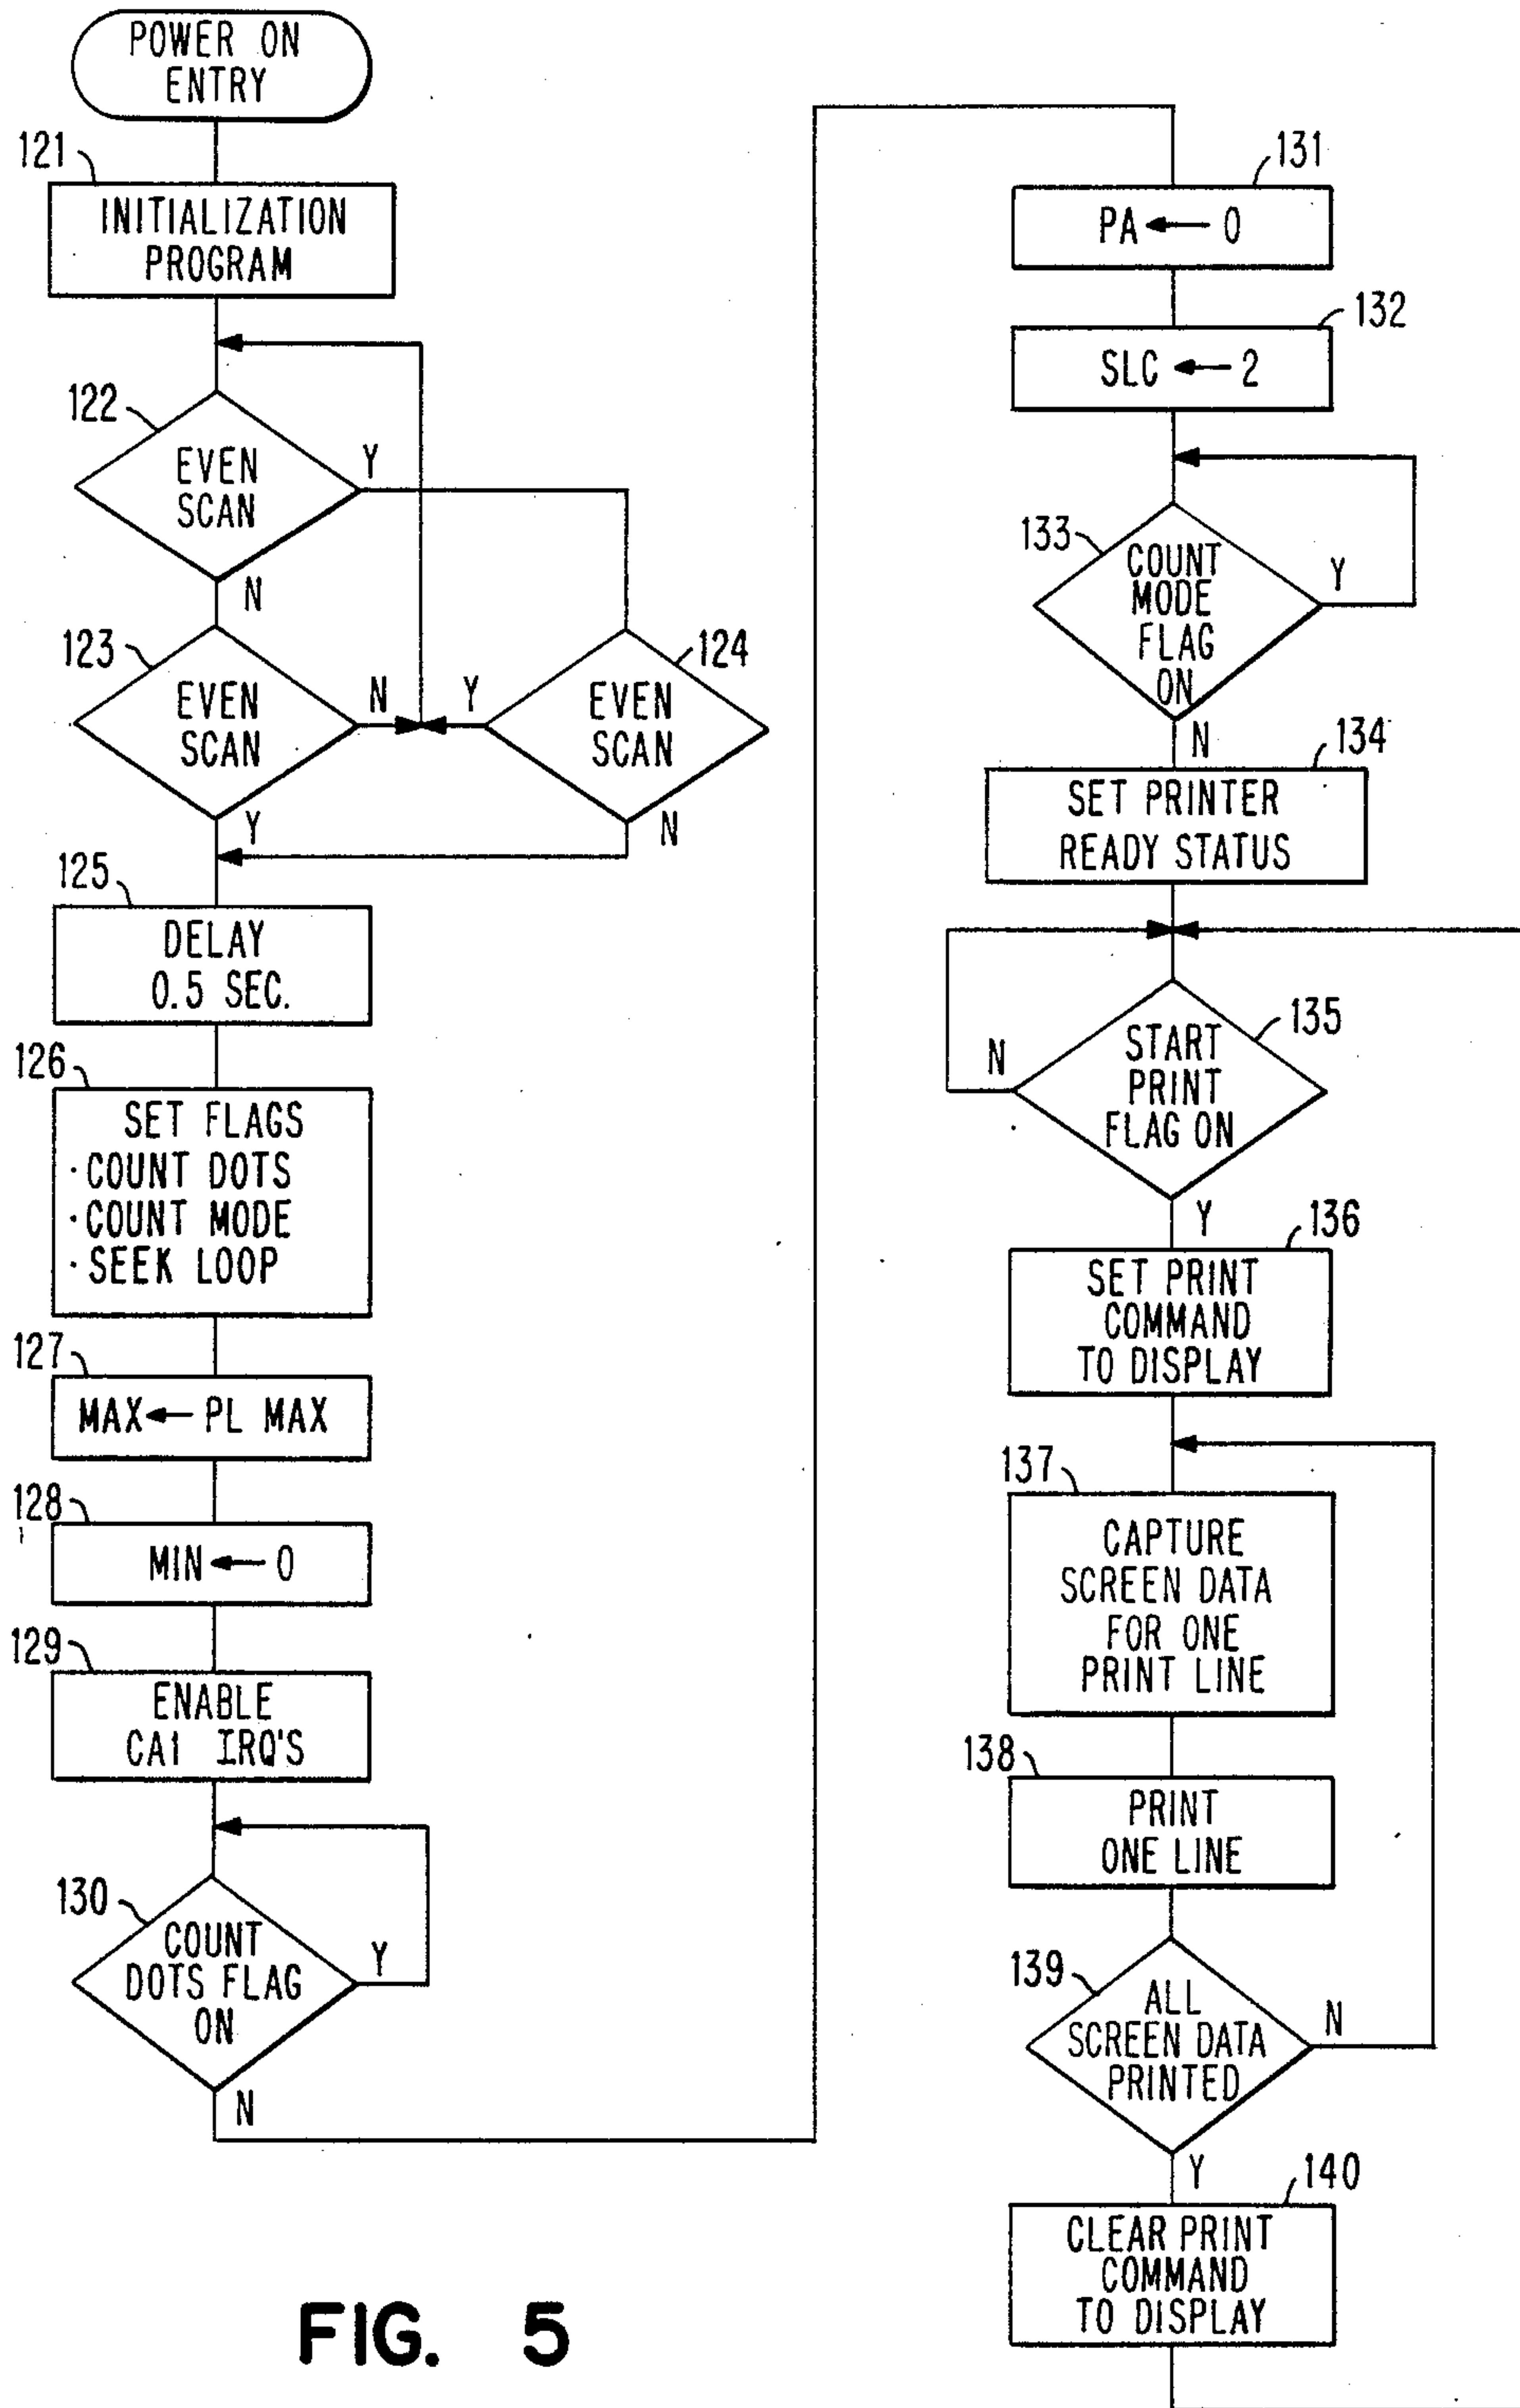 POWER ON
ENTRY
121
INITIALIZATION
PROGRAM
122
EVEN
SCAN
Y
N
123
EVEN
SCAN
N
Y
124
EVEN
SCAN
Y
N
125
DELAY
0.5 SEC.
126
SET FLAGS
·COUNT DOTS
·COUNT MODE
·SEEK LOOP
127
MAX← PL MAX
128
MIN ← 0
129
ENABLE
CA1 IRQ'S
130
COUNT
DOTS FLAG
ON
Y
N
131
PA ← 0
132
SLC ← 2
133
COUNT
MODE
FLAG
ON
Y
N
134
SET PRINTER
READY STATUS
135
START
PRINT
FLAG ON
N
Y
136
SET PRINT
COMMAND
TO DISPLAY
137
CAPTURE
SCREEN DATA
FOR ONE
PRINT LINE
138
PRINT
ONE LINE
139
ALL
SCREEN DATA
PRINTED
N
Y
140
CLEAR PRINT
COMMAND
TO DISPLAY
FIG. 5